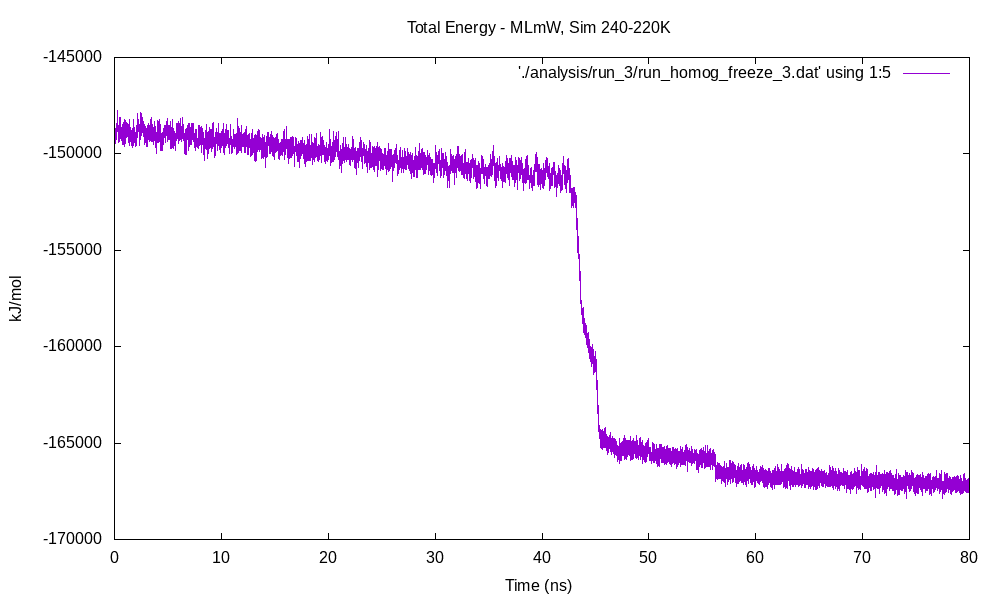 Total Energy - MLmW, Sim 240-220K
'./analysis/run_3/run_homog_freeze_3.dat' using 1:5
-145000
-150000
-155000
-160000
-165000
-170000
kJ/mol
0 10 20 30 40 50 60 70 80
Time (ns)